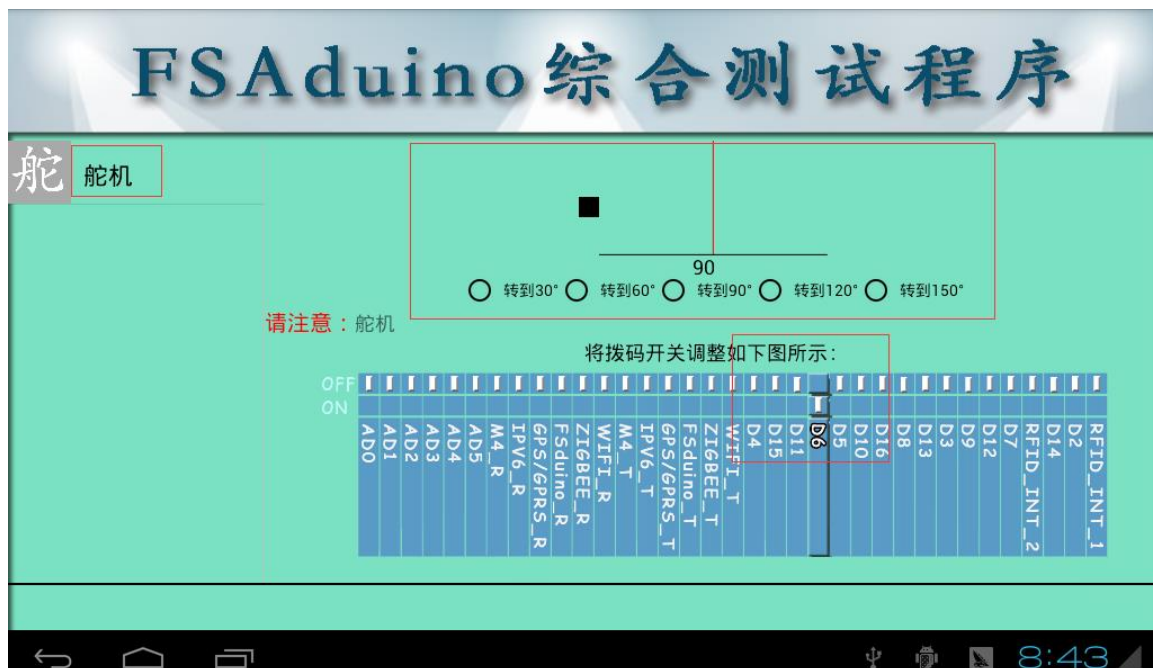 FSAduino综合测试程序
舵 舵机
90
转到30° 转到60° 转到90° 转到120° 转到150°
请注意：舵机
将拨码开关调整如下图所示：
OFF
ON
AD0 AD1 AD2 AD3 AD4 AD5 M4_R IPV6_R GPS/GPRS_R FSduino_R ZIGBEE_R WIFI_R M4_T IPV6_T GPS/GPRS_T FSduino_T ZIGBEE_T WIFI_T D4 D15 D11 D6 D5 D10 D16 D8 D13 D3 D9 D12 D7 RFID_INT_2 D14 D2 RFID_INT_1
8:43